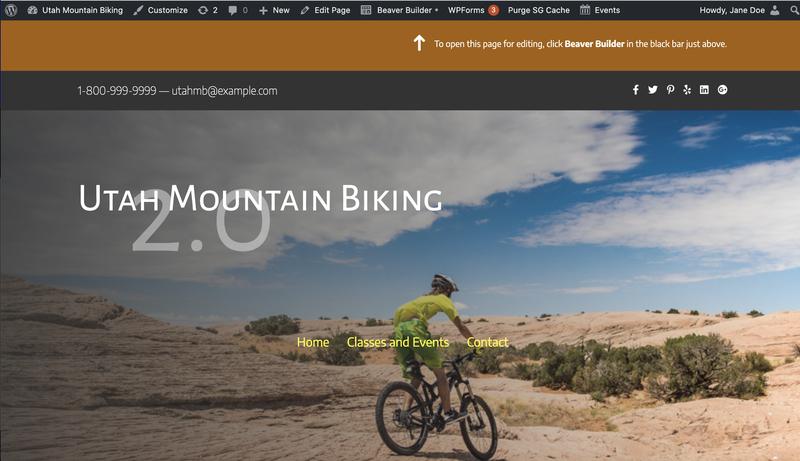 Utah Mountain Biking Customize 2 0 New Edit Page Beaver Builder • WPForms 3 Purge SG Cache Events Howdy, Jane Doe
To open this page for editing, click Beaver Builder in the black bar just above.
1-800-999-9999 — utahmb@example.com
Utah Mountain Biking
2.0
Home Classes and Events Contact